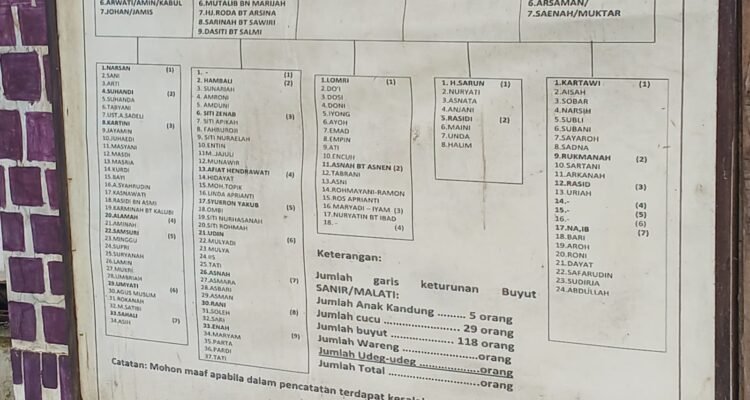 6. ARWATI/AMIN/KABUL
7.JOHAN/JAMIS
6.MUTALIB BN MARIJAH
7.HJ.RODA BT ARSINA
8.SARINAH BT SAWIRI
9.DASITI BT SALMI
6.ARSAMAN/
7/SAENAH/MUKTAR
1.NARSAN (1)
2.SANI
3.ARTI
4.SUHANDI (2)
5.SUHANDA
6.TABYANI
7.UST.A.SADELI
8.KARTINI (3)
9.JAYAMIN
10.JUHAEDI
11.MASYANI
12.MASDI
13.MASRIA
14.KURDI
15.BAYI
16.A.SYAHRUDIN
17.KASNAWATI
18.RASIDI BN ASMI
19.KARMINAH BT KALUBI
20.ALAMAH (4)
21.AMINAH
22.SAMSURI (5)
23.MINGGU
24.SUPRI
25.SURYANAH
26.LAMIN
27.MUKRI
28.UMBRIAH
29.UMYATI (6)
30.AGUS MUSLIM
31.ROKANAH
32.M.SATIBI
33.SAHALI (7)
34.ASIH
1. - (1)
2. HAMBALI (2)
3. SUNARIAH
4. AMRONI
5. AMDUNI
6. SITI ZENAB (3)
7. SITI APIKAH
8. FAHBUROJI
9. SITI NURAELAH
10.ENTIN
11.M.JAJULI
12.MUNAWIR
13.AFIAT HENDRAWATI (4)
14.HIDAYAT
15.MOH.TOPIK
16.LINDA APRIANTI
17.SYUBRON YAKUB (5)
18.OMBI
19.SITI NURHASANAH
20.SITI ROHMAH
21.UDIN (6)
22.MULYADI
23.MULYA
24.IIS
25.TATI
26.ASNAH (7)
27.ASMARA
28.ASBARI
29.ASMAN
30.RANI (8)
31.SOLEH
32.SARI
33.ENAH (9)
34.MARYAM
35.PARTA
36.PARDI
37.TATI
1.LOMRI (1)
2.DO'I
3.DOSI
4.DONI
5.IYONG
6.AYOH
7.EMAD
8.EMPIN
9.ATI
10.ENCUH
11.ASNAH BT ASNEN (2)
12.TABRANI
13.ASNI
14.ROHMAYANI-RAMON
15.ROS APRIANTI
16.MARYADI – IYAM (3)
17.NURYATIN BT IBAD
18.- (4)
1. H.SARUN (1)
2.NURYATI
3.ASNATA
4.ANJANI
5.RASIDI (2)
6.MAINI
7.UNDA
8.HALIM
1.KARTAWI (1)
2.AISAH
3.SOBAR
4.NARSIH
5.SUBLI
6.SUBANI
7.SAYAROH
8.SADNA
9.RUKMANAH (2)
10.SARTANI
11.ARKANAH
12.RASID (3)
13.URIAH
14.- (4)
15.- (5)
16.- (6)
17.NA,IB (7)
18.BARI
19.AROH
20.RONI
21.DAYAT
22.SAFARUDIN
23.SUDIRJA
24.ABDULLAH
Keterangan:
Jumlah garis keturunan Buyut
SANIR/MALATI:
Jumlah Anak Kandung ......... 5 orang
Jumlah cucu ........................ 29 orang
Jumlah buyut .................... 118 orang
Jumlah Wareng .....................orang
Jumlah Udeg-udeg .................orang
Jumlah Total ..........................orang
Catatan: Mohon maaf apabila dalam pencatatan terdapat